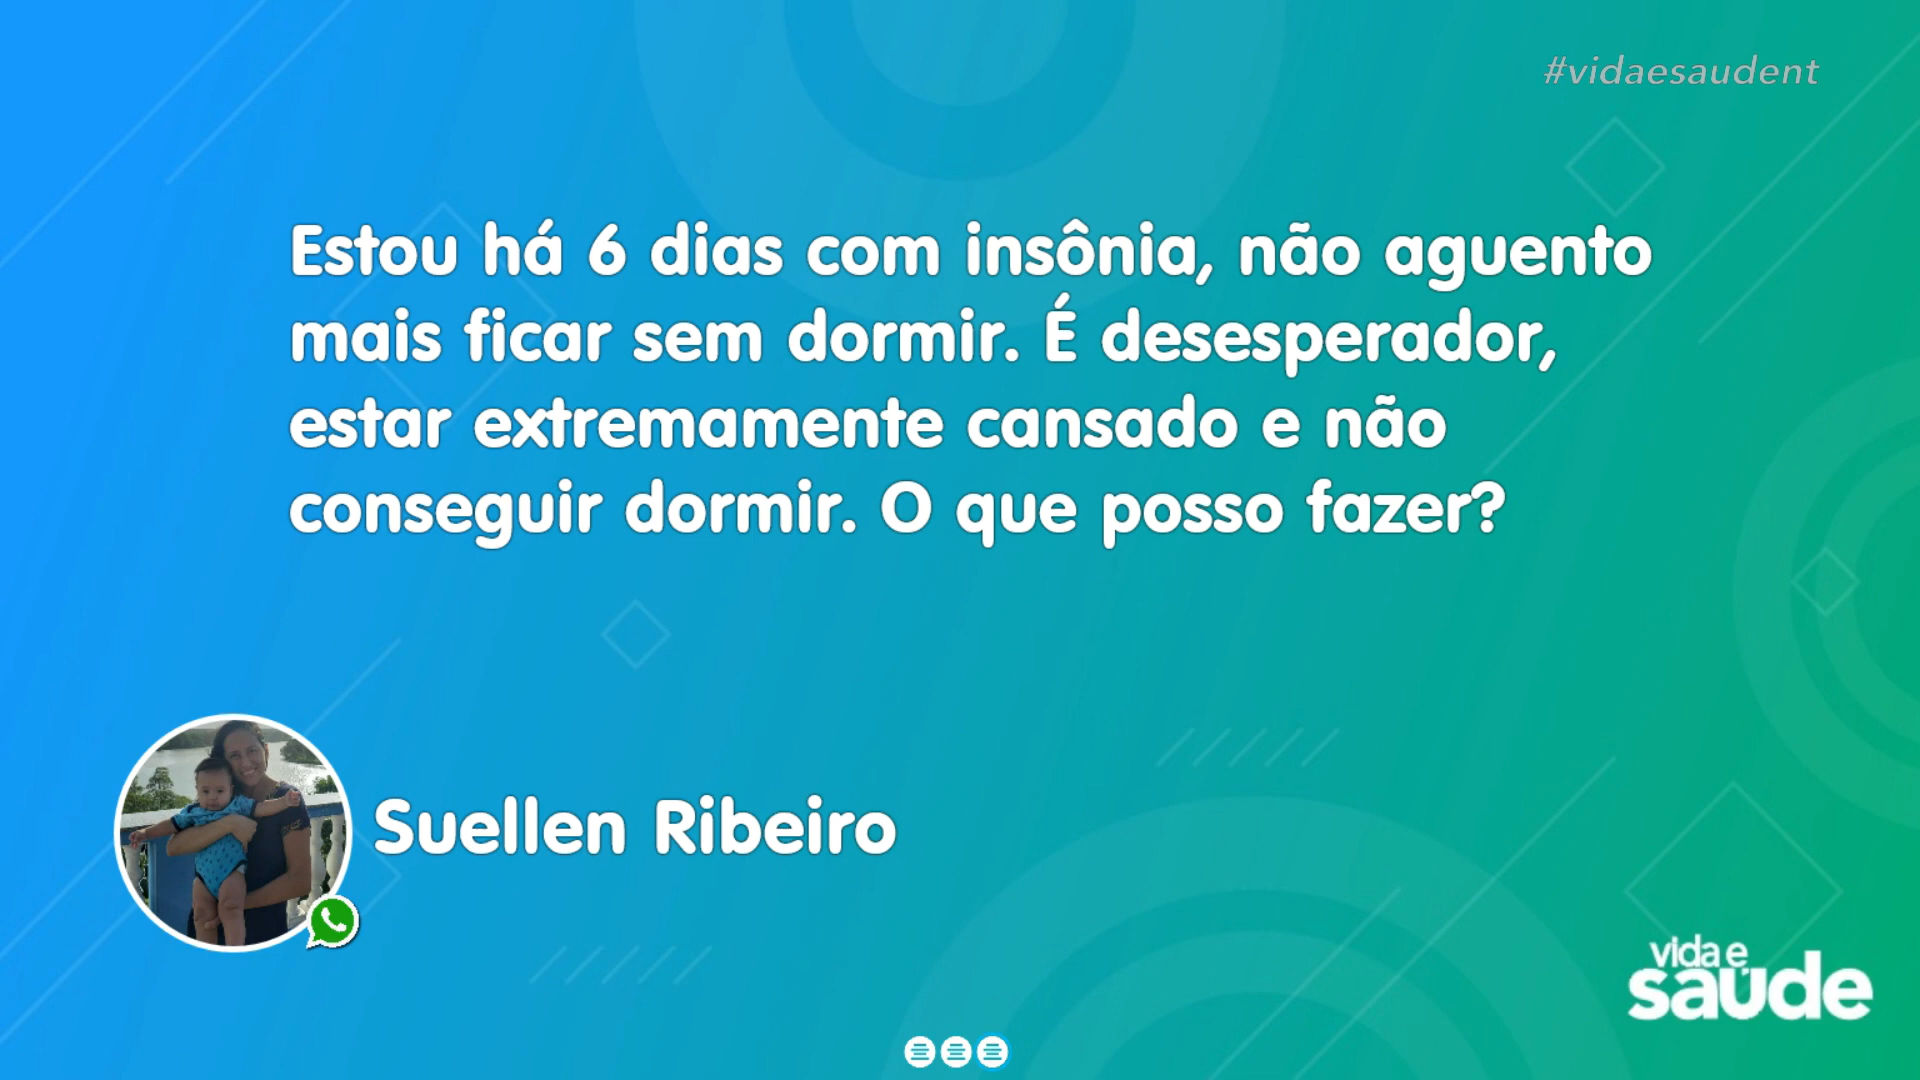 #vidaesaudent
Estou há 6 dias com insônia, não aguento
mais ficar sem dormir. É desesperador,
estar extremamente cansado e não
conseguir dormir. O que posso fazer?
Suellen Ribeiro
vida e
saúde